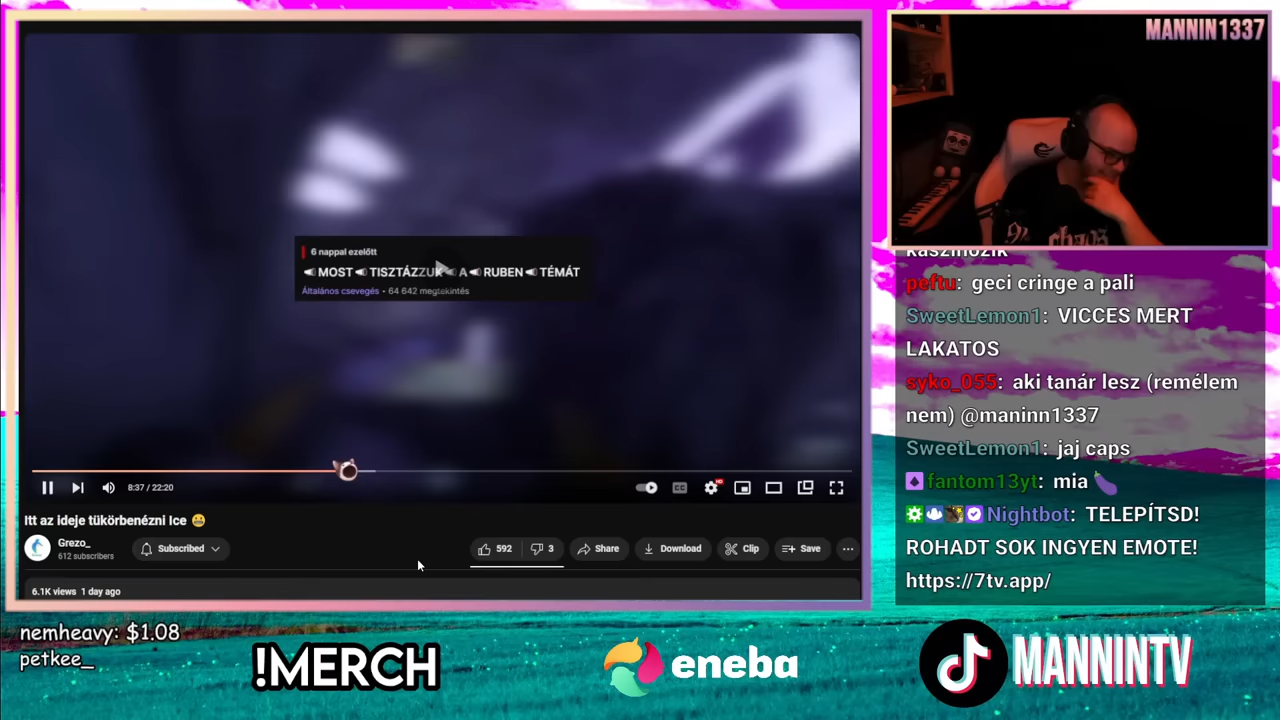 MANNIN1337
6 nappal ezelőtt
MOST TISZTÁZZUK A RUBEN TÉMÁT
Általános csevegés • 64 642 megtekintés
8:37 / 22:20
CC
HD
Itt az ideje tükörbenézni Ice
Grezo_
612 subscribers
Subscribed
592
3
Share
Download
Clip
Save
6.1K views 1 day ago
kaszmozik
peftu: geci cringe a pali
SweetLemon1: VICCES MERT
LAKATOS
syko_055: aki tanár lesz (remélem
nem) @maninn1337
SweetLemon1: jaj caps
fantom13yt: mia 🍆
Nightbot: TELEPÍTSD!
ROHADT SOK INGYEN EMOTE!
https://7tv.app/
nemheavy: $1.08
petkee_
!MERCH
eneba
MANNINTV